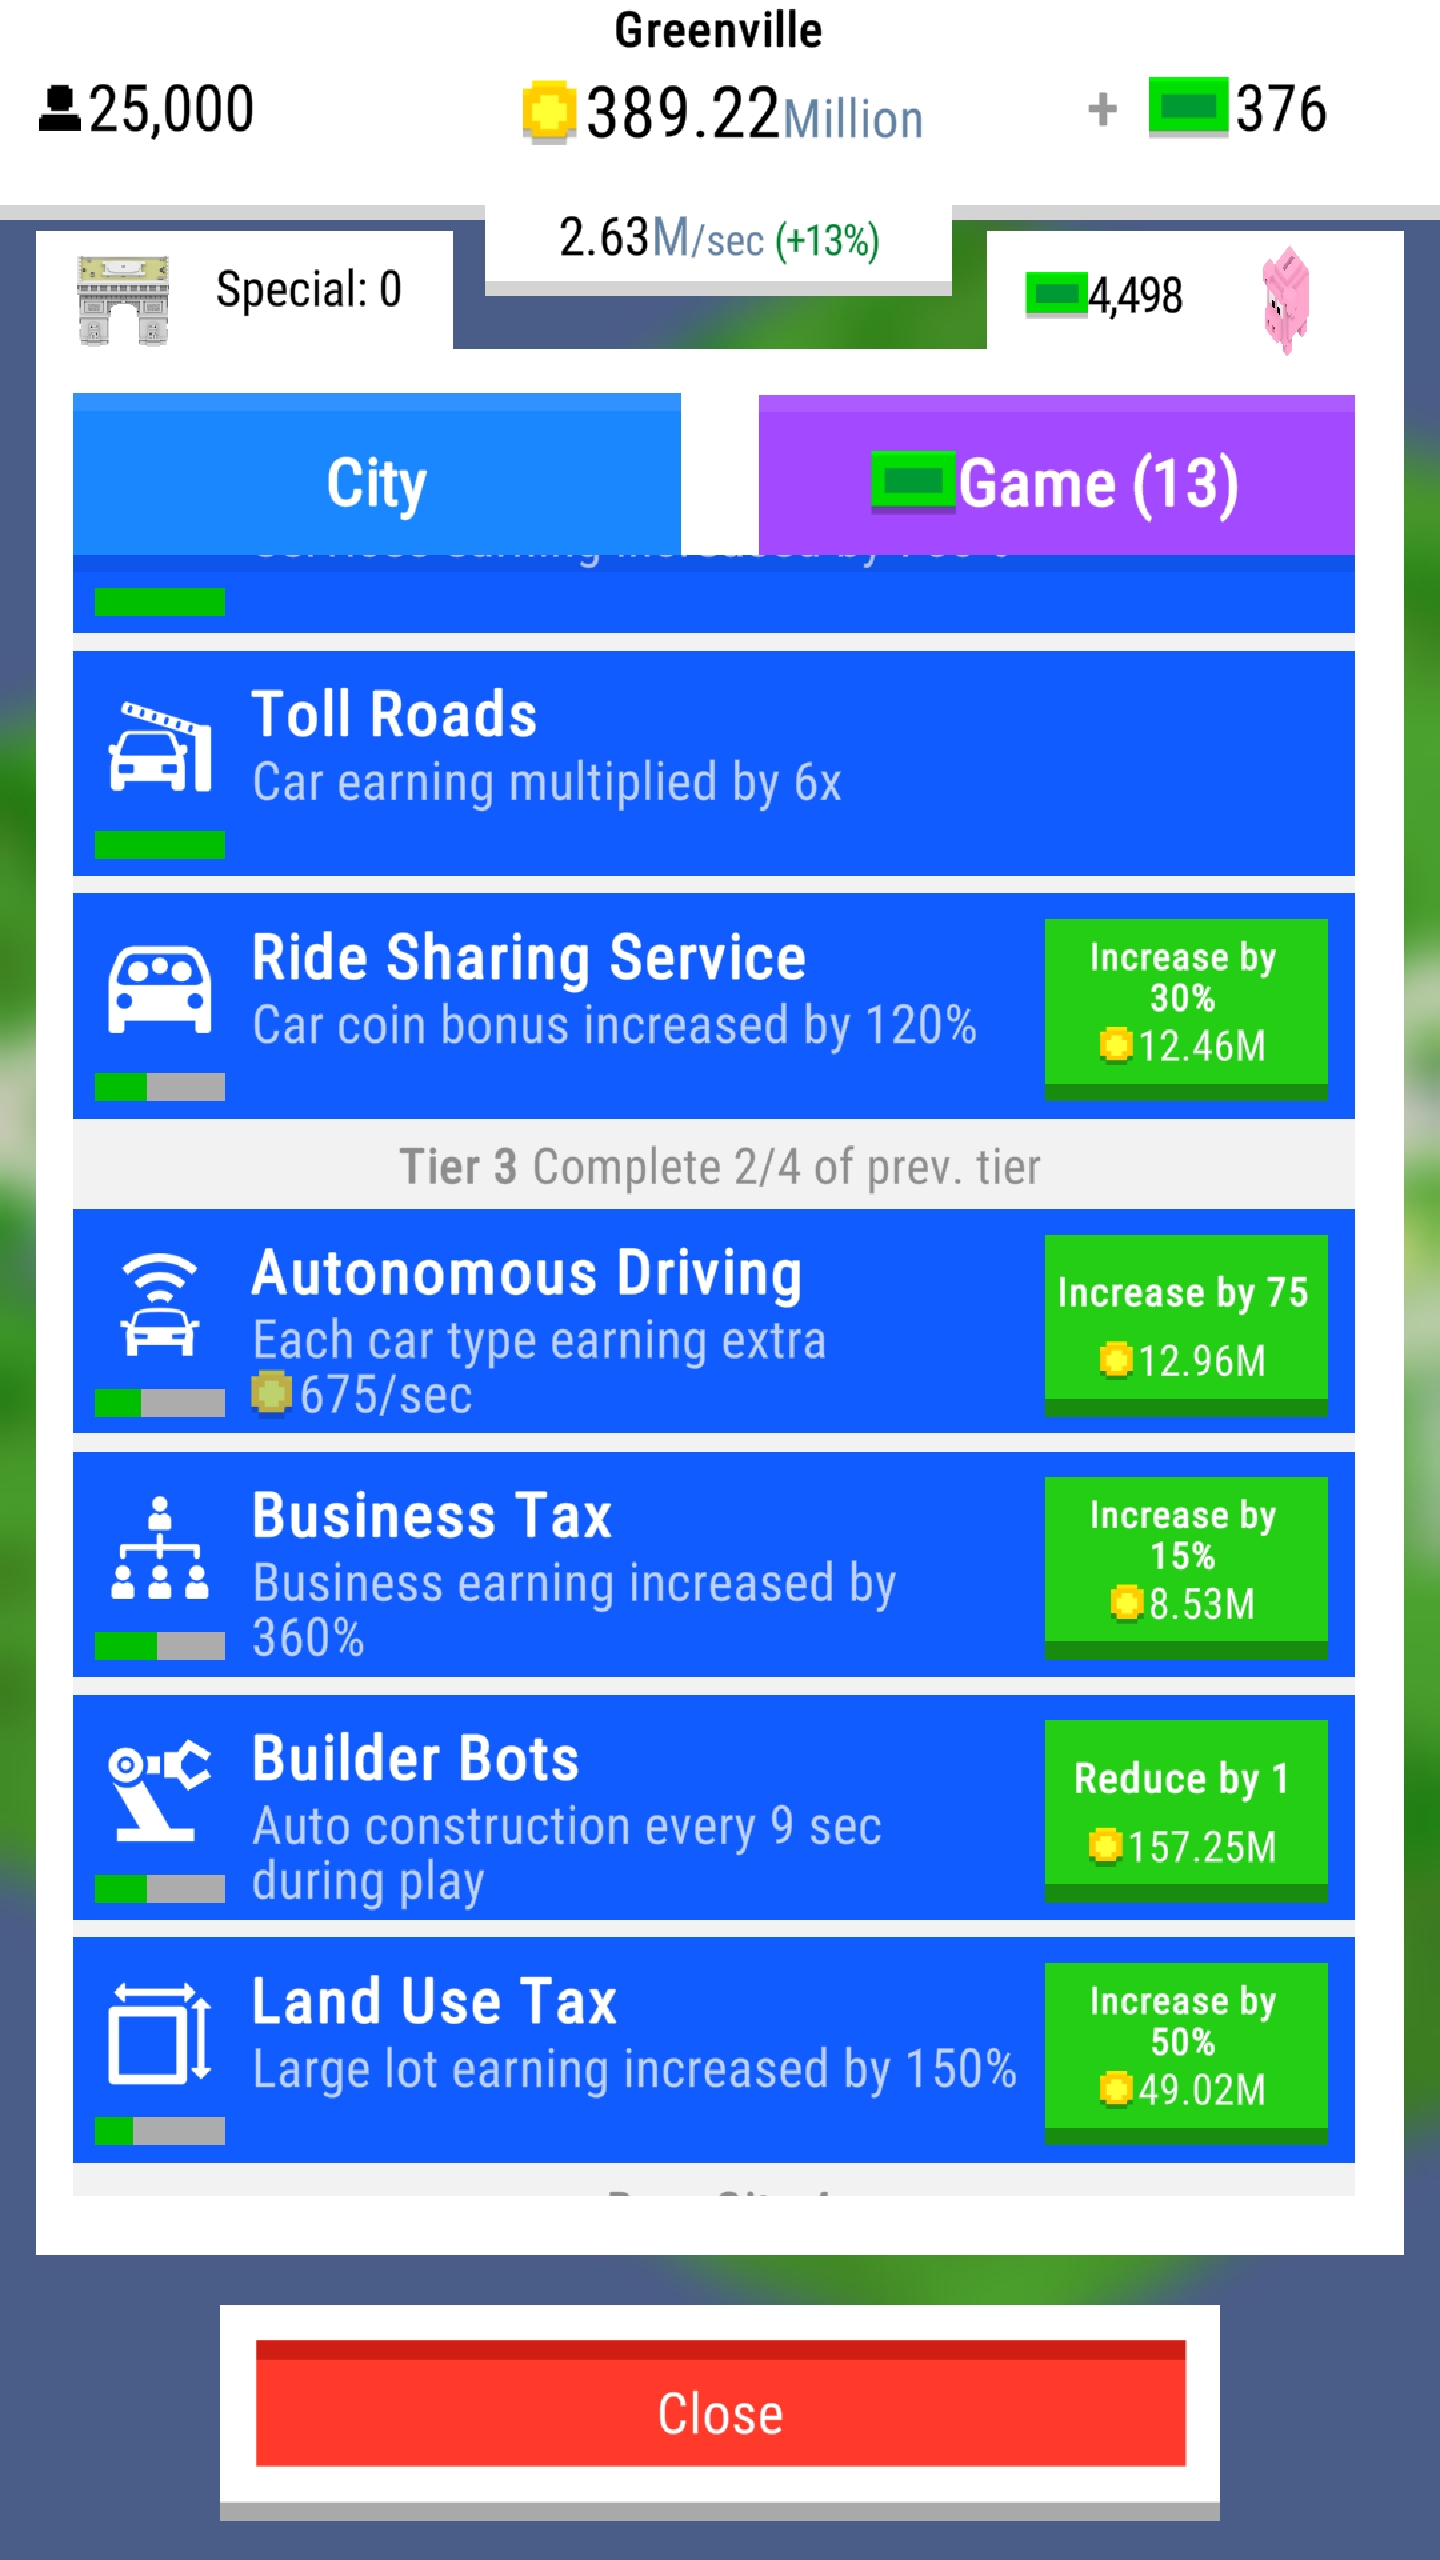 Greenville
25,000
389.22Million
+ 376
2.63M/sec (+13%)
Special: 0
4,498
City
Game (13)
Toll Roads
Car earning multiplied by 6x
Ride Sharing Service
Car coin bonus increased by 120%
Increase by
30%
12.46M
Tier 3 Complete 2/4 of prev. tier
Autonomous Driving
Each car type earning extra
675/sec
Increase by 75
12.96M
Business Tax
Business earning increased by
360%
Increase by
15%
8.53M
Builder Bots
Auto construction every 9 sec
during play
Reduce by 1
157.25M
Land Use Tax
Large lot earning increased by 150%
Increase by
50%
49.02M
Close